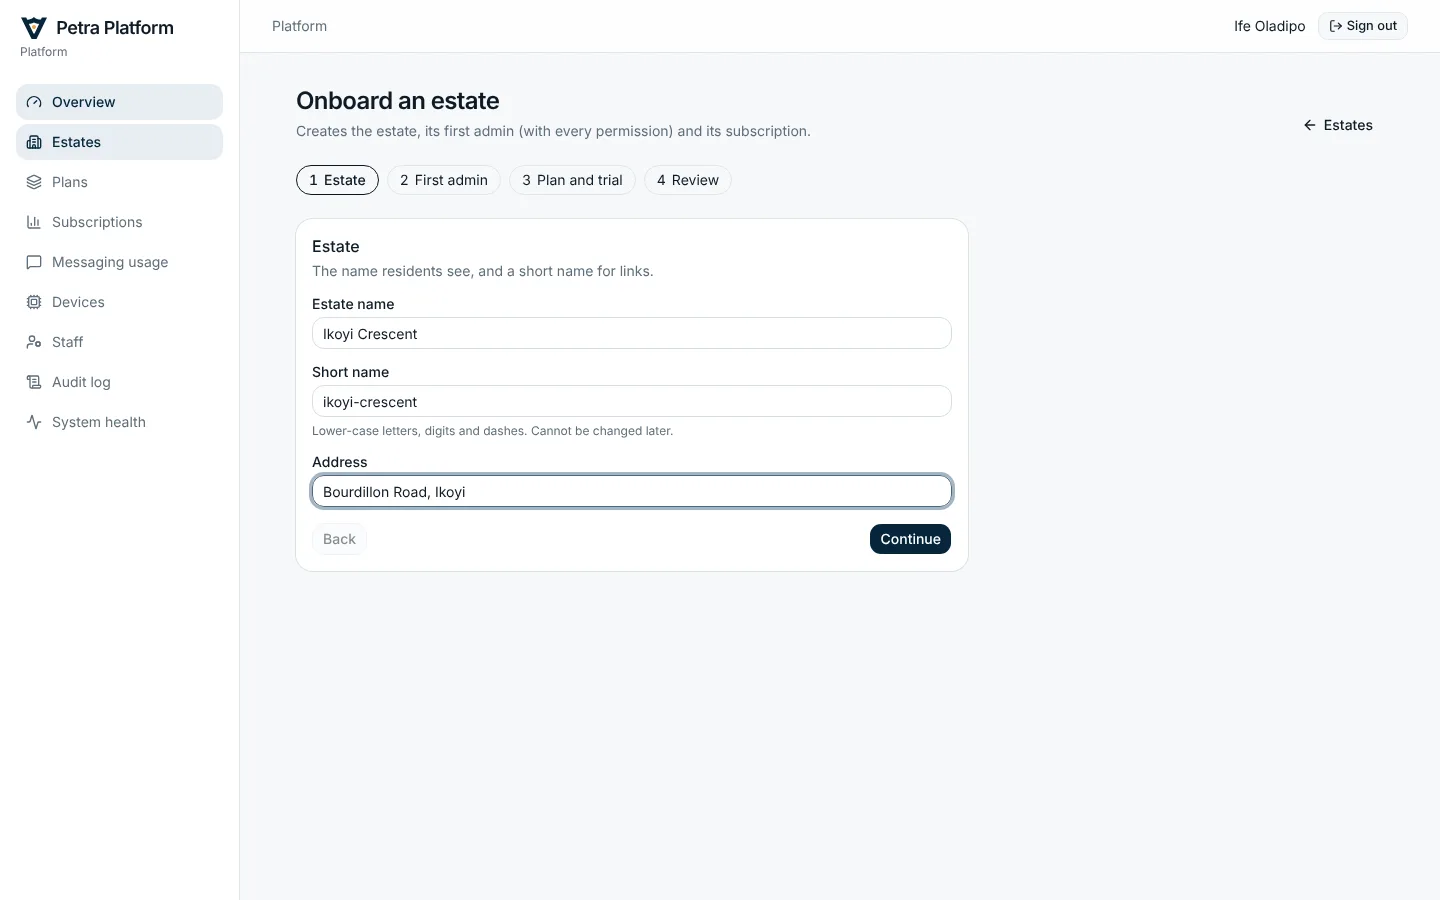 Petra Platform
Platform
Overview
Estates
Plans
Subscriptions
Messaging usage
Devices
Staff
Audit log
System health
Platform
Ife Oladipo
Sign out
Onboard an estate
Creates the estate, its first admin (with every permission) and its subscription.
Estates
1 Estate
2 First admin
3 Plan and trial
4 Review
Estate
The name residents see, and a short name for links.
Estate name
Ikoyi Crescent
Short name
ikoyi-crescent
Lower-case letters, digits and dashes. Cannot be changed later.
Address
Bourdillon Road, Ikoyi
Back
Continue